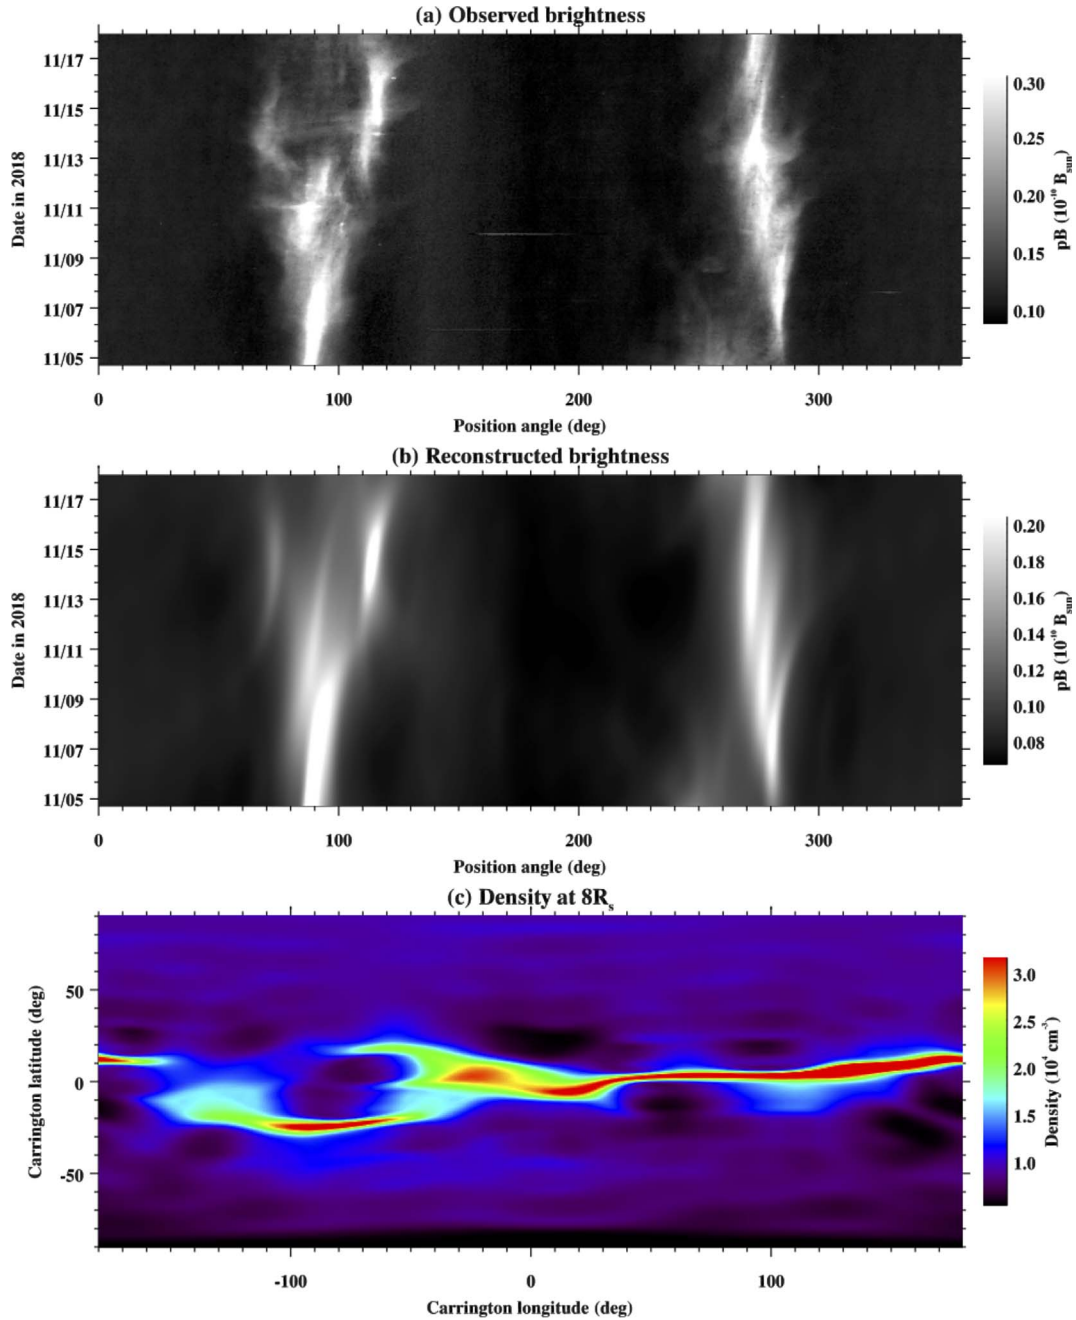 (a) Observed brightness
11/17
11/15
11/13
11/11
11/09
11/07
11/05
Date in 2018
0 100 200 300
Position angle (deg)
0.30
0.25
0.20
0.15
0.10
pB (10⁻¹⁰ Bsun)
(b) Reconstructed brightness
11/17
11/15
11/13
11/11
11/09
11/07
11/05
Date in 2018
0 100 200 300
Position angle (deg)
0.20
0.18
0.16
0.14
0.12
0.10
0.08
pB (10⁻¹⁰ Bsun)
(c) Density at 8Rs
50
0
-50
Carrington latitude (deg)
-100 0 100
Carrington longitude (deg)
3.0
2.5
2.0
1.5
1.0
Density (10⁴ cm⁻³)